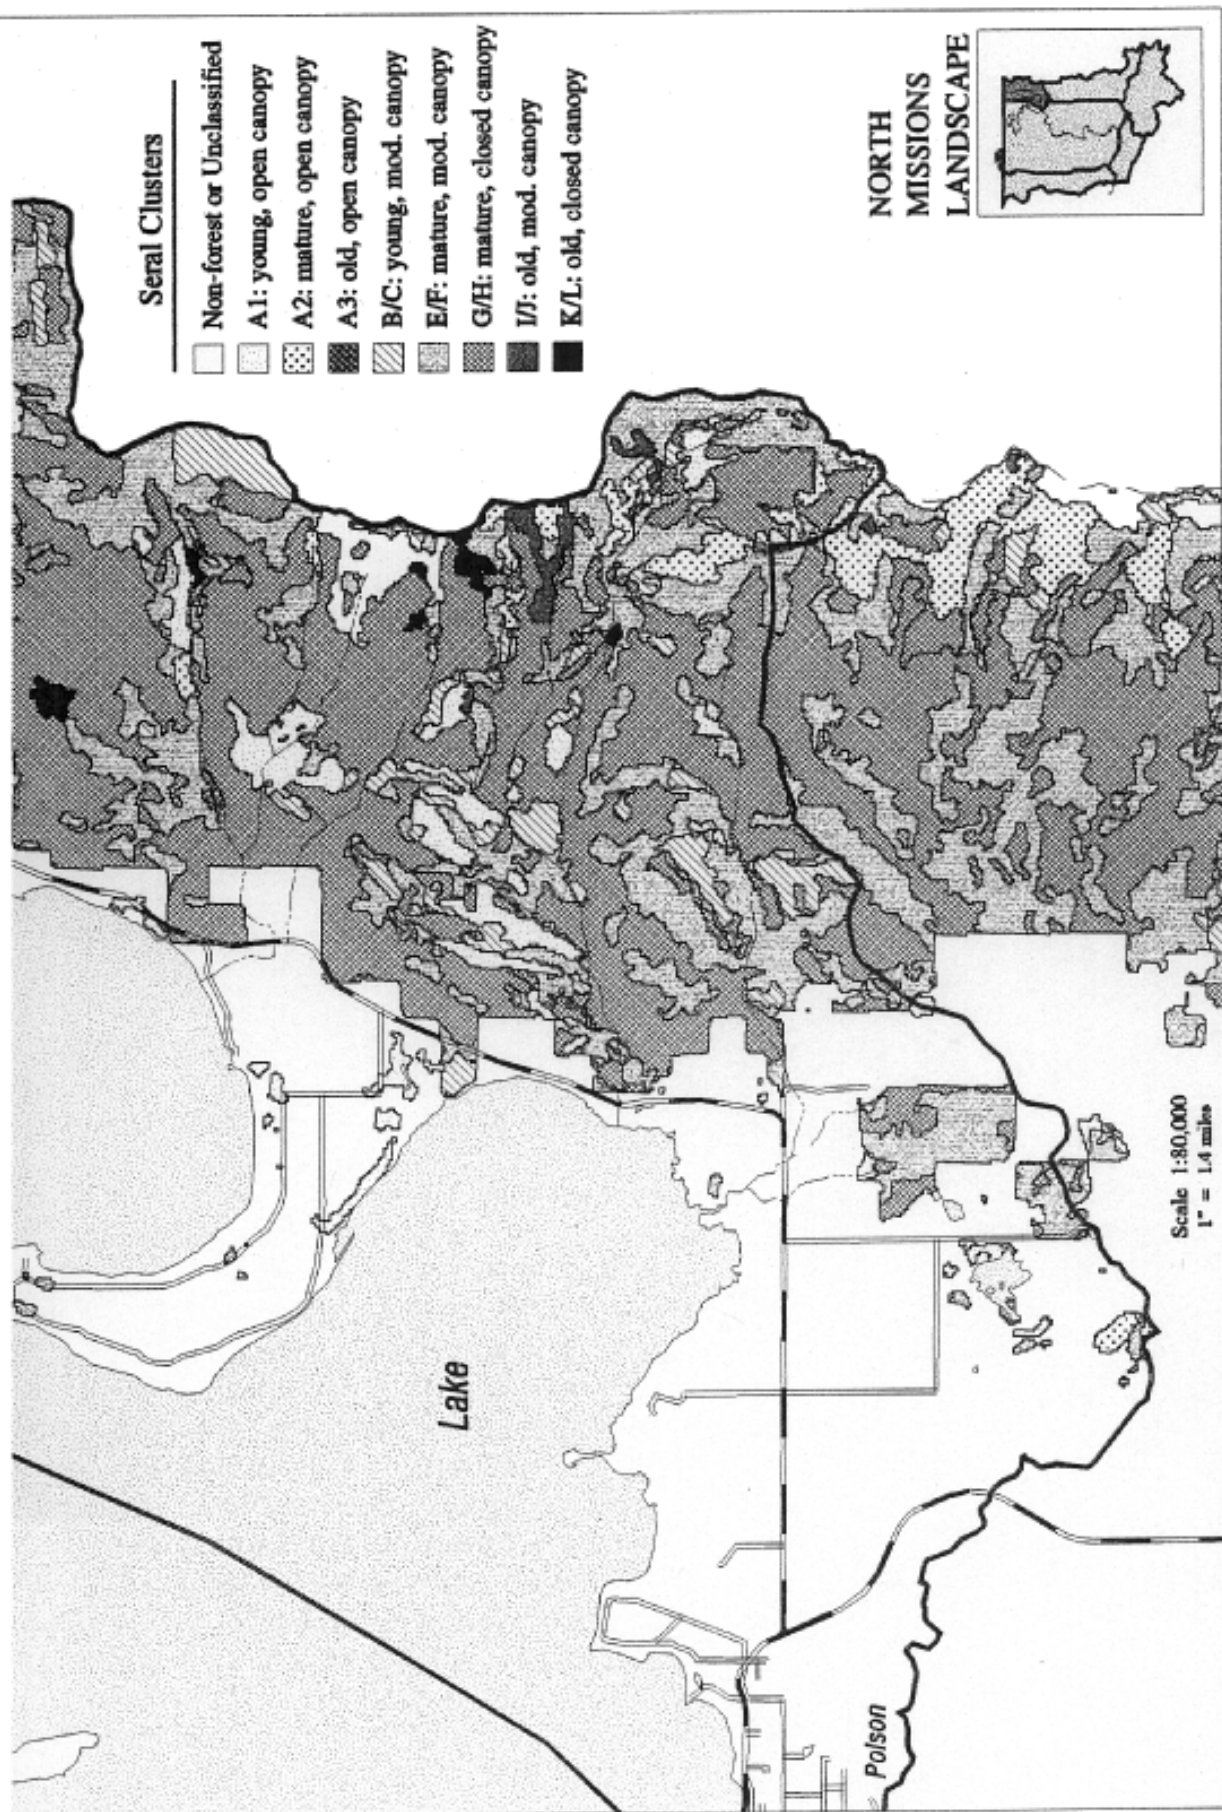 Seral Clusters
Non-forest or Unclassified
A1: young, open canopy
A2: mature, open canopy
A3: old, open canopy
B/C: young, mod. canopy
E/F: mature, mod. canopy
G/H: mature, closed canopy
I/J: old, mod. canopy
K/L: old, closed canopy
NORTH
MISSIONS
LANDSCAPE
Lake
Polson
Scale 1:80,000
1" = 1.4 miles